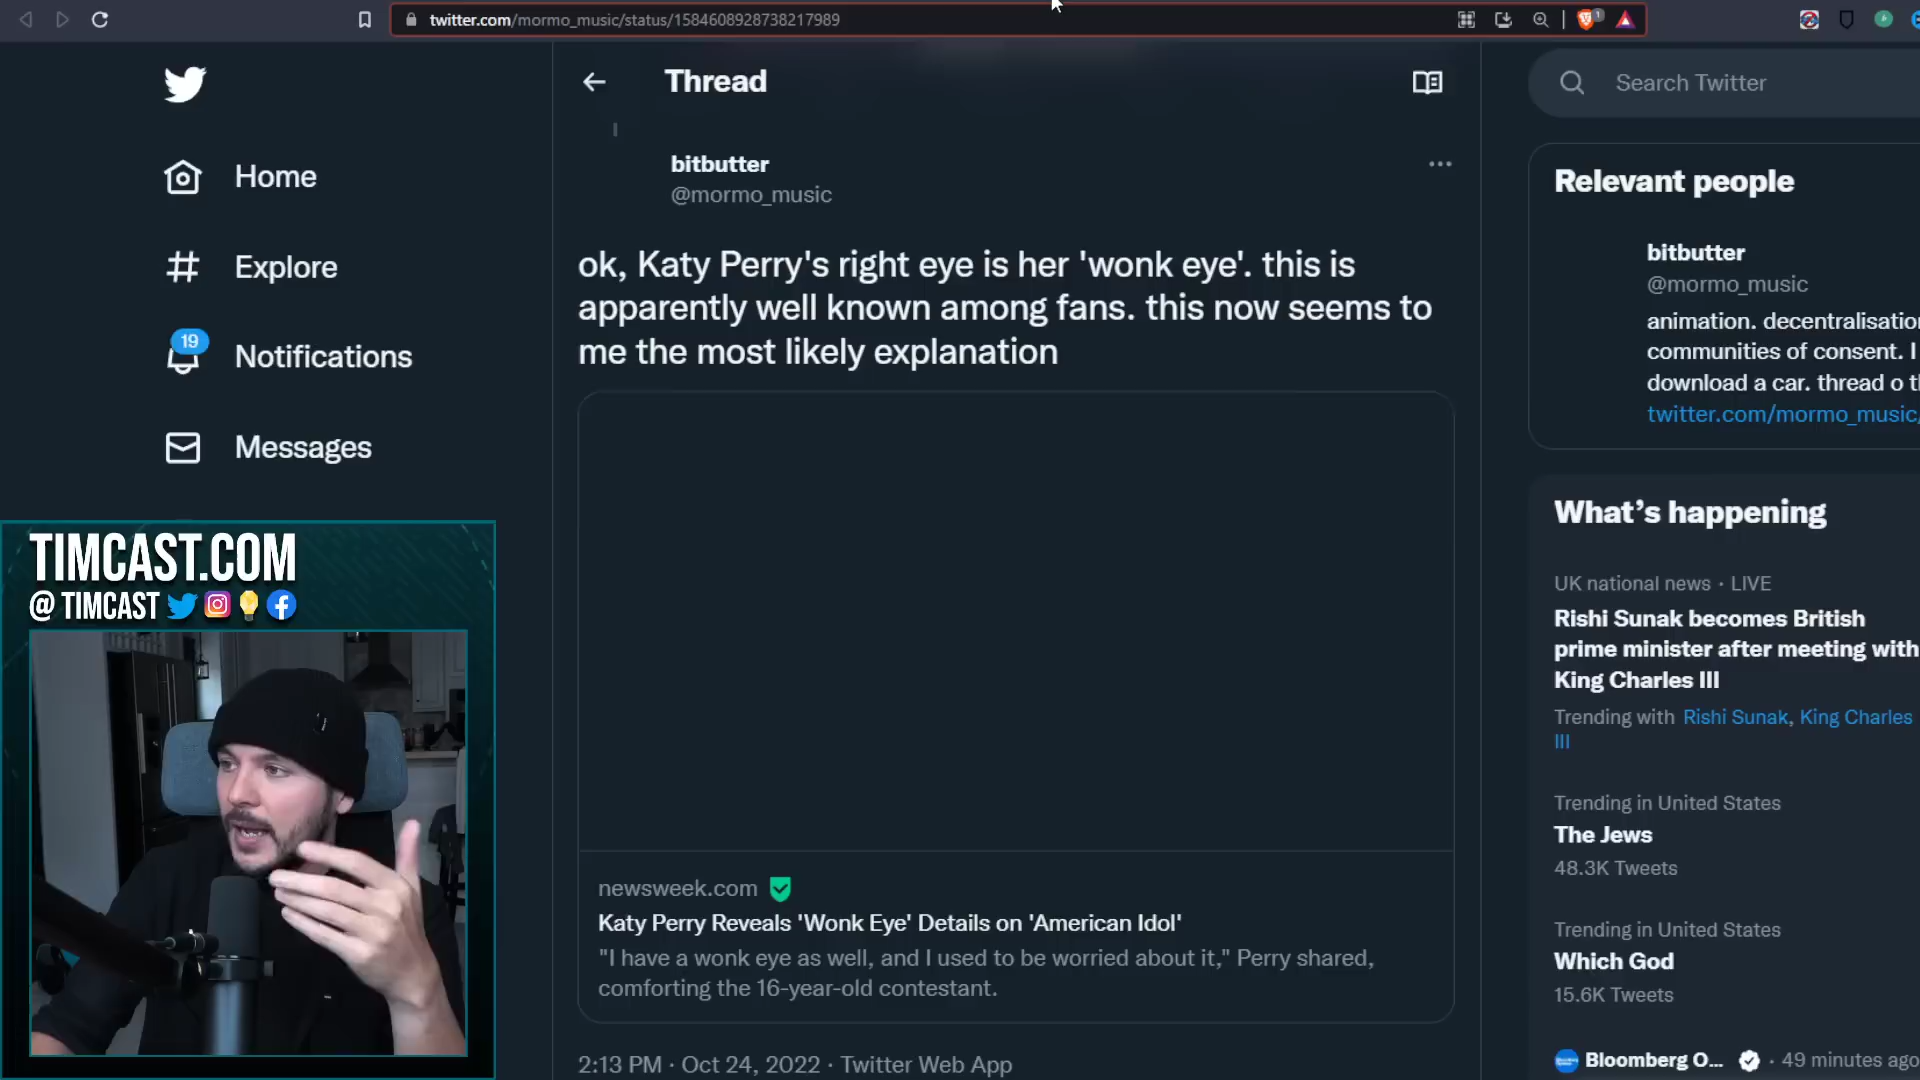 twitter.com/mormo_music/status/1584608928738217989
1
Thread
Search Twitter
Home
Explore
19
Notifications
Messages
bitbutter
@mormo_music
ok, Katy Perry's right eye is her 'wonk eye'. this is
apparently well known among fans. this now seems to
me the most likely explanation
newsweek.com
Katy Perry Reveals 'Wonk Eye' Details on 'American Idol'
"I have a wonk eye as well, and I used to be worried about it," Perry shared,
comforting the 16-year-old contestant.
2:13 PM · Oct 24, 2022 · Twitter Web App
Relevant people
bitbutter
@mormo_music
animation. decentralisation
communities of consent. I
download a car. thread o
twitter.com/mormo_music/
What's happening
UK national news · LIVE
Rishi Sunak becomes British
prime minister after meeting with
King Charles III
Trending with Rishi Sunak, King Charles
III
Trending in United States
The Jews
48.3K Tweets
Trending in United States
Which God
15.6K Tweets
Bloomberg O... · 49 minutes ago
TIMCAST.COM
@ TIMCAST